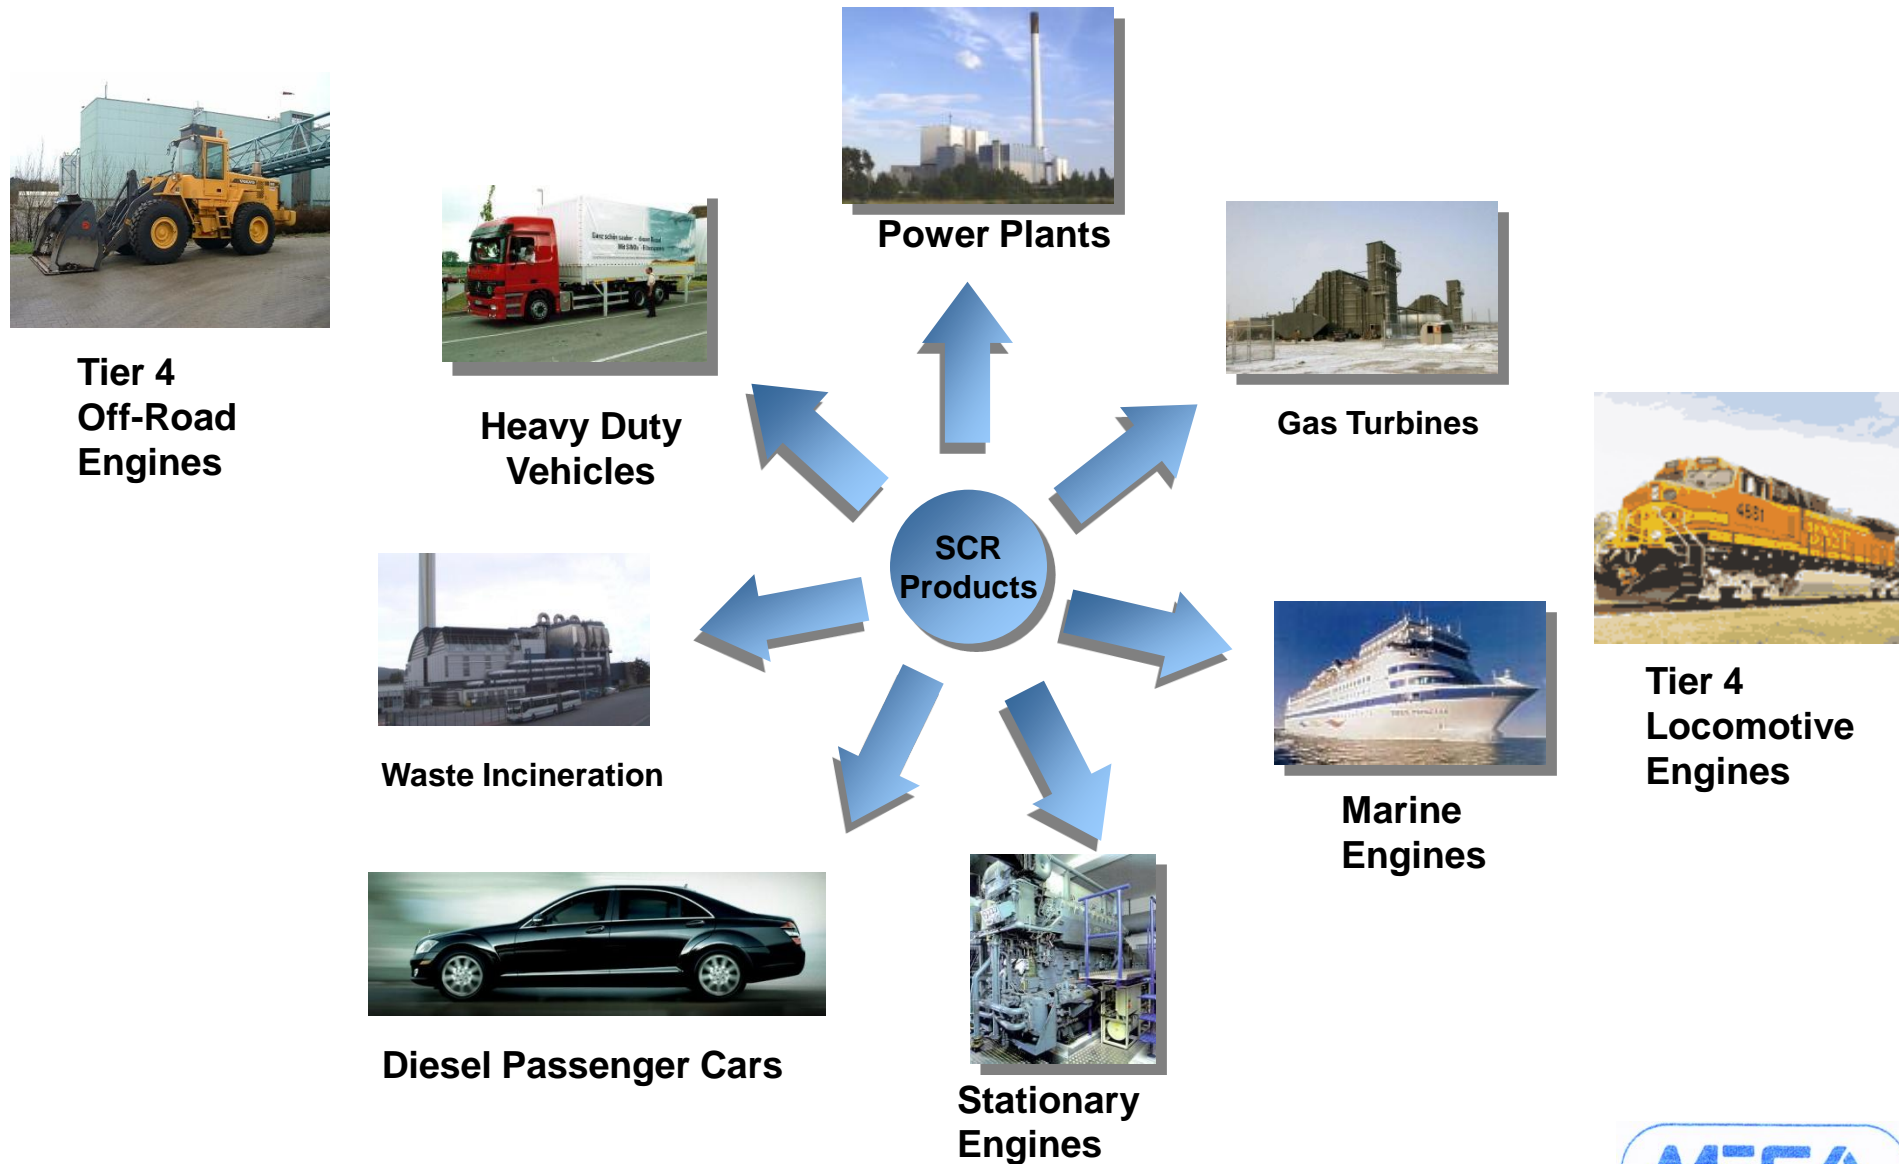 Power Plants
Tier 4
Off-Road
Engines
Heavy Duty
Vehicles
Gas Turbines
SCR
Products
4681
Tier 4
Locomotive
Engines
Waste Incineration
Marine
Engines
Diesel Passenger Cars
Stationary
Engines